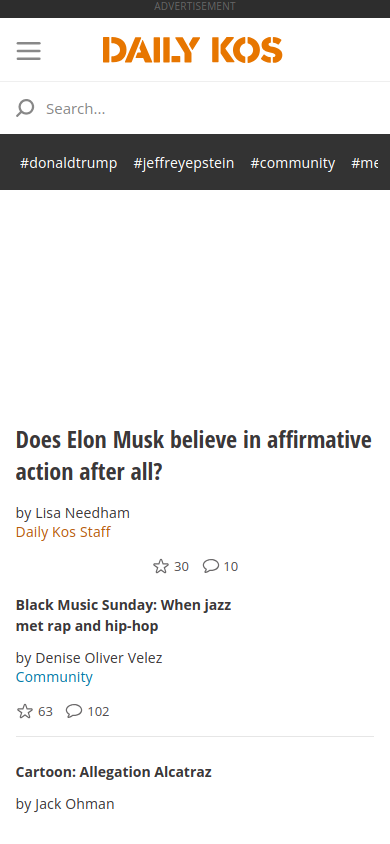 ADVERTISEMENT
DAILY KOS
Search...
#donaldtrump #jeffreyepstein #community #me
Does Elon Musk believe in affirmative
action after all?
by Lisa Needham
Daily Kos Staff
30 10
Black Music Sunday: When jazz
met rap and hip-hop
by Denise Oliver Velez
Community
63 102
Cartoon: Allegation Alcatraz
by Jack Ohman